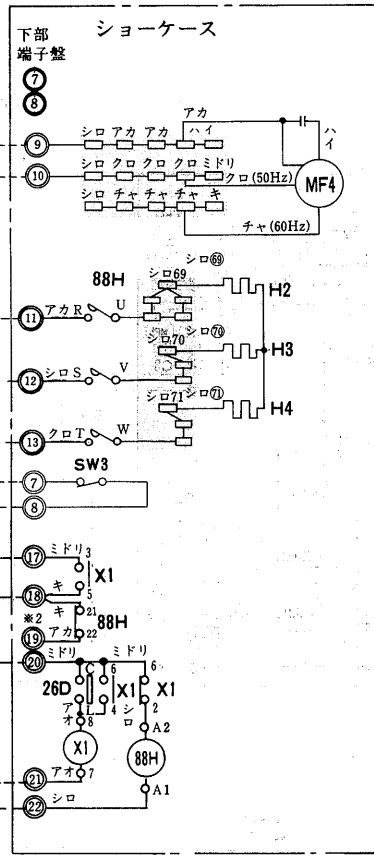 ショーケース
下部
端子盤
⑦
⑧
アカ
⑨ シロ アカ アカ ハイ ハイ
⑩ シロ クロ クロ クロ ミドリ クロ(50Hz) MF4
シロ チャ チャ チャ キ
チャ(60Hz)
88H シロ69 シロ㊻ H2
⑪ アカ R U
シロ70 シロ⑦⓪ H3
⑫ シロ S V
シロ71 シロ⑦① H4
⑬ クロ T W
⑦ SW3
⑧
⑰ ミドリ 3
X1
⑱ キ 5
キ 21
※2 88H
⑲ アカ 22
⑳ ミドリ ミドリ
26D C 6 X1 6 X1
L 4 2
アオ 8 シロ A2
X1 88H
㉑ アオ 7 A1
㉒ シロ